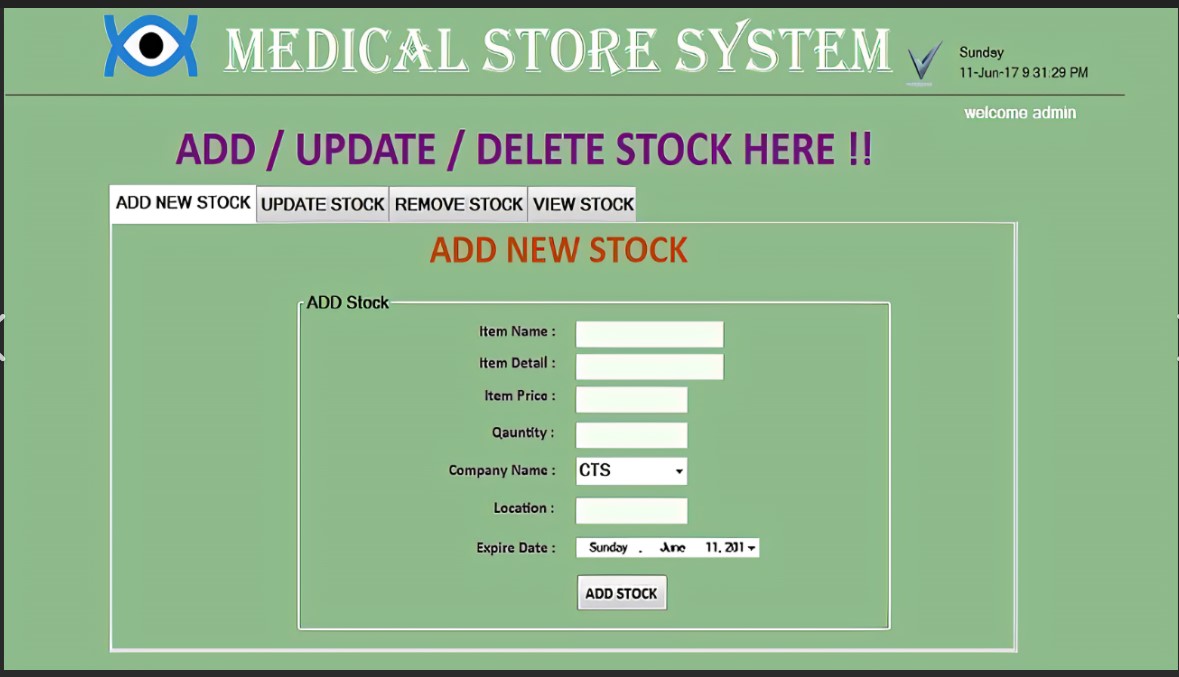 MEDICAL STORE SYSTEM
Sunday
11-Jun-17 9 31:29 PM
welcome admin
ADD / UPDATE / DELETE STOCK HERE !!
ADD NEW STOCK UPDATE STOCK REMOVE STOCK VIEW STOCK
ADD NEW STOCK
ADD Stock
Item Name :
Item Detail :
Item Price :
Qauntity :
Company Name : CTS
Location :
Expire Date : Sunday , June 11, 201
ADD STOCK